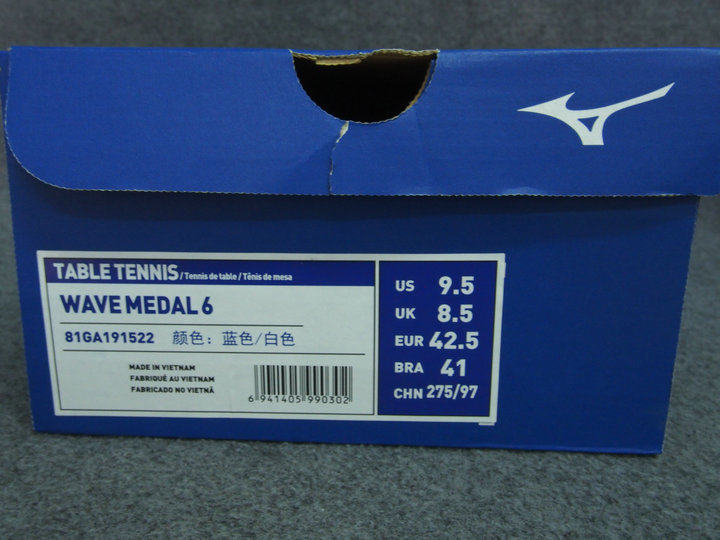 TABLE TENNIS/Tennis de table / Tênis de mesa
WAVE MEDAL 6
81GA191522 颜色：蓝色/白色
MADE IN VIETNAM
FABRIQUÉ AU VIETNAM
FABRICADO NO VIETNÃ
6 941405 990302
US 9.5
UK 8.5
EUR 42.5
BRA 41
CHN 275/97